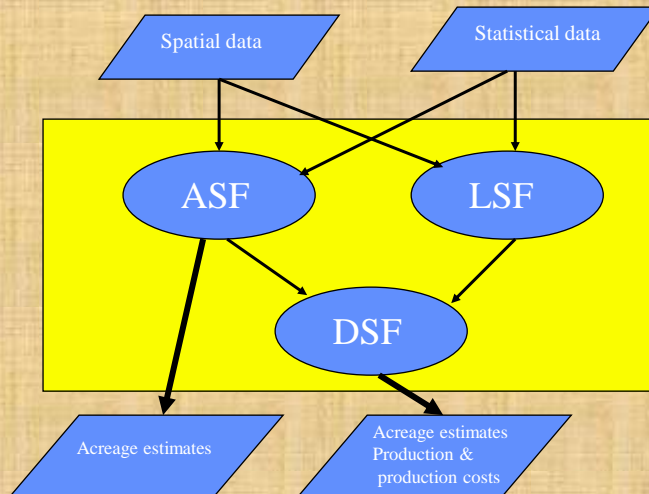 Spatial data
Statistical data
ASF
LSF
DSF
Acreage estimates
Acreage estimates
Production &
production costs